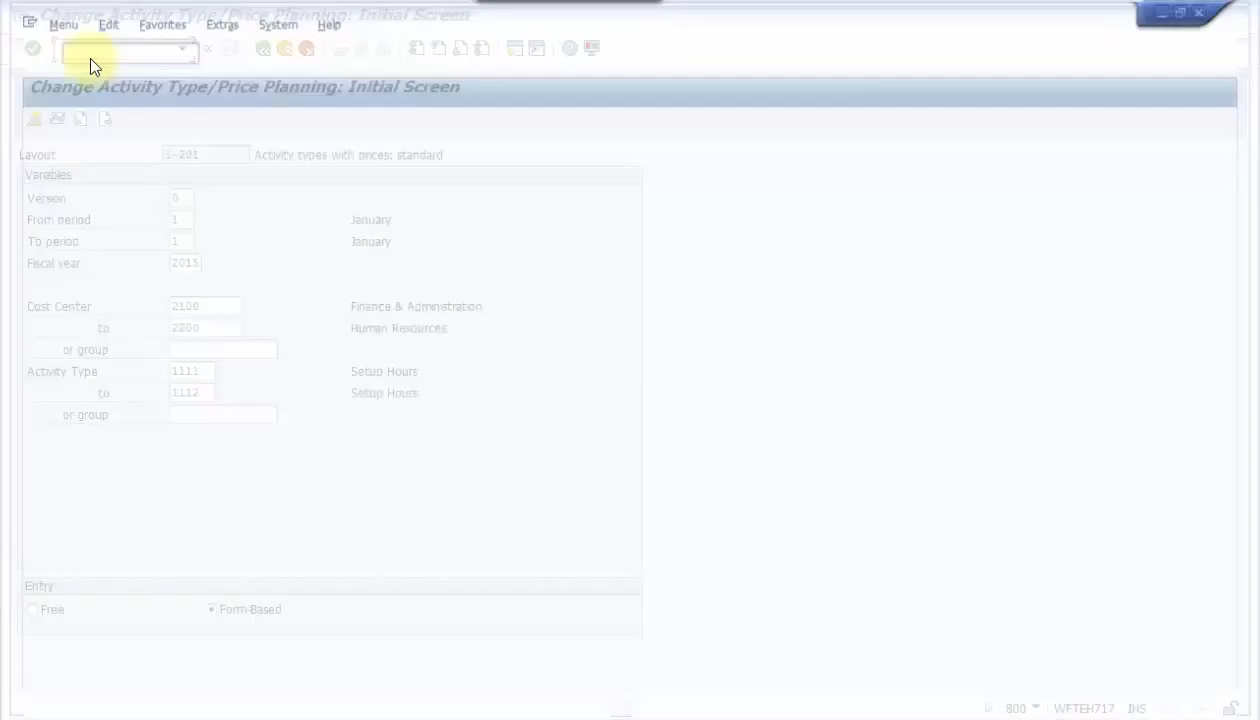 Change Activity Type/Price Planning: Initial Screen
Menu Edit Favorites Extras System Help
Change Activity Type/Price Planning: Initial Screen
Layout 1-201 Activity types with prices: standard
Variables
Version 0
From period 1 January
To period 1 January
Fiscal year 2015
Cost Center 2100 Finance & Administration
to 2200 Human Resources
or group
Activity Type 1111 Setup Hours
to 1112 Setup Hours
or group
Entry
Free Form-Based
800 WFTEH717 INS